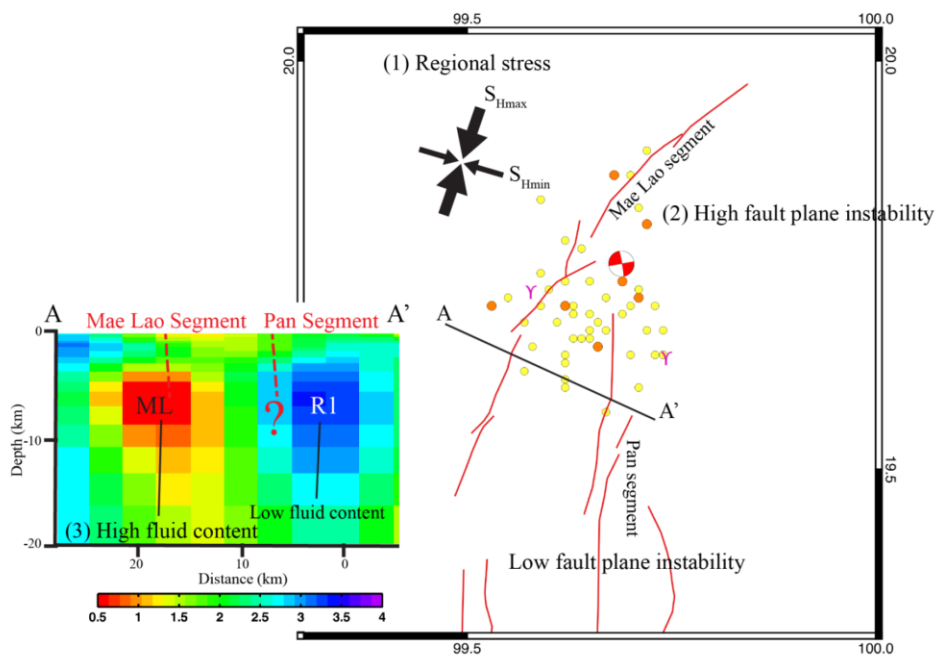 99.5
100.0
20.0
20.0
(1) Regional stress
SHmax
SHmin
Mae Lao segment
(2) High fault plane instability
A
A'
A
A'
Mae Lao Segment
Pan Segment
0
-10
-20
Depth (km)
ML
?
R1
Low fluid content
(3) High fluid content
20
10
0
Distance (km)
0.5
1
1.5
2
2.5
3
3.5
4
Pan segment
Low fault plane instability
19.5
99.5
100.0